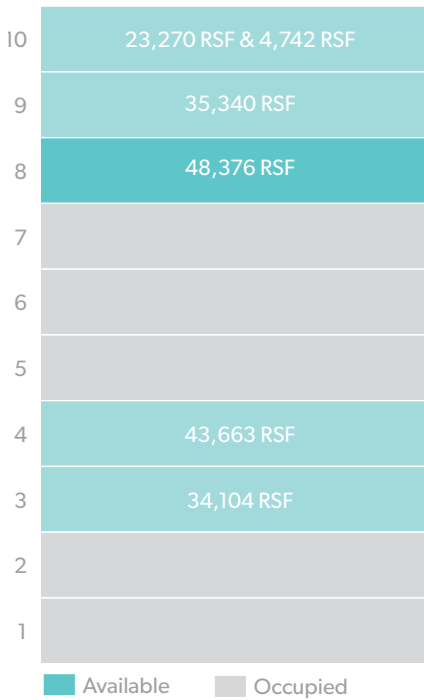 10 23,270 RSF & 4,742 RSF
9 35,340 RSF
8 48,376 RSF
7
6
5
4 43,663 RSF
3 34,104 RSF
2
1
Available Occupied